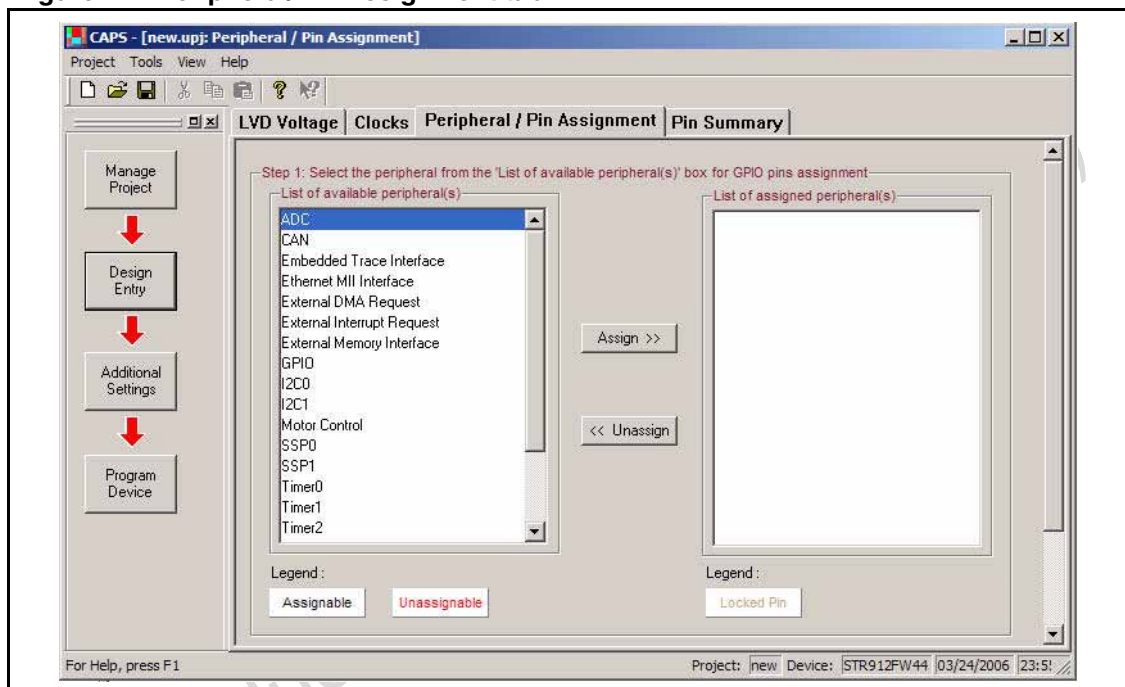 CAPS - [new.upj: Peripheral / Pin Assignment]
Project Tools View Help
LVD Voltage Clocks Peripheral / Pin Assignment Pin Summary
Manage
Project
Design
Entry
Additional
Settings
Program
Device
Step 1: Select the peripheral from the 'List of available peripheral(s)' box for GPIO pins assignment
List of available peripheral(s)
ADC
CAN
Embedded Trace Interface
Ethernet MII Interface
External DMA Request
External Interrupt Request
External Memory Interface
GPIO
I2C0
I2C1
Motor Control
SSP0
SSP1
Timer0
Timer1
Timer2
Assign >>
<< Unassign
List of assigned peripheral(s)
Legend :
Assignable Unassignable
Legend :
Locked Pin
For Help, press F1
Project: new Device: STR912FW44 03/24/2006